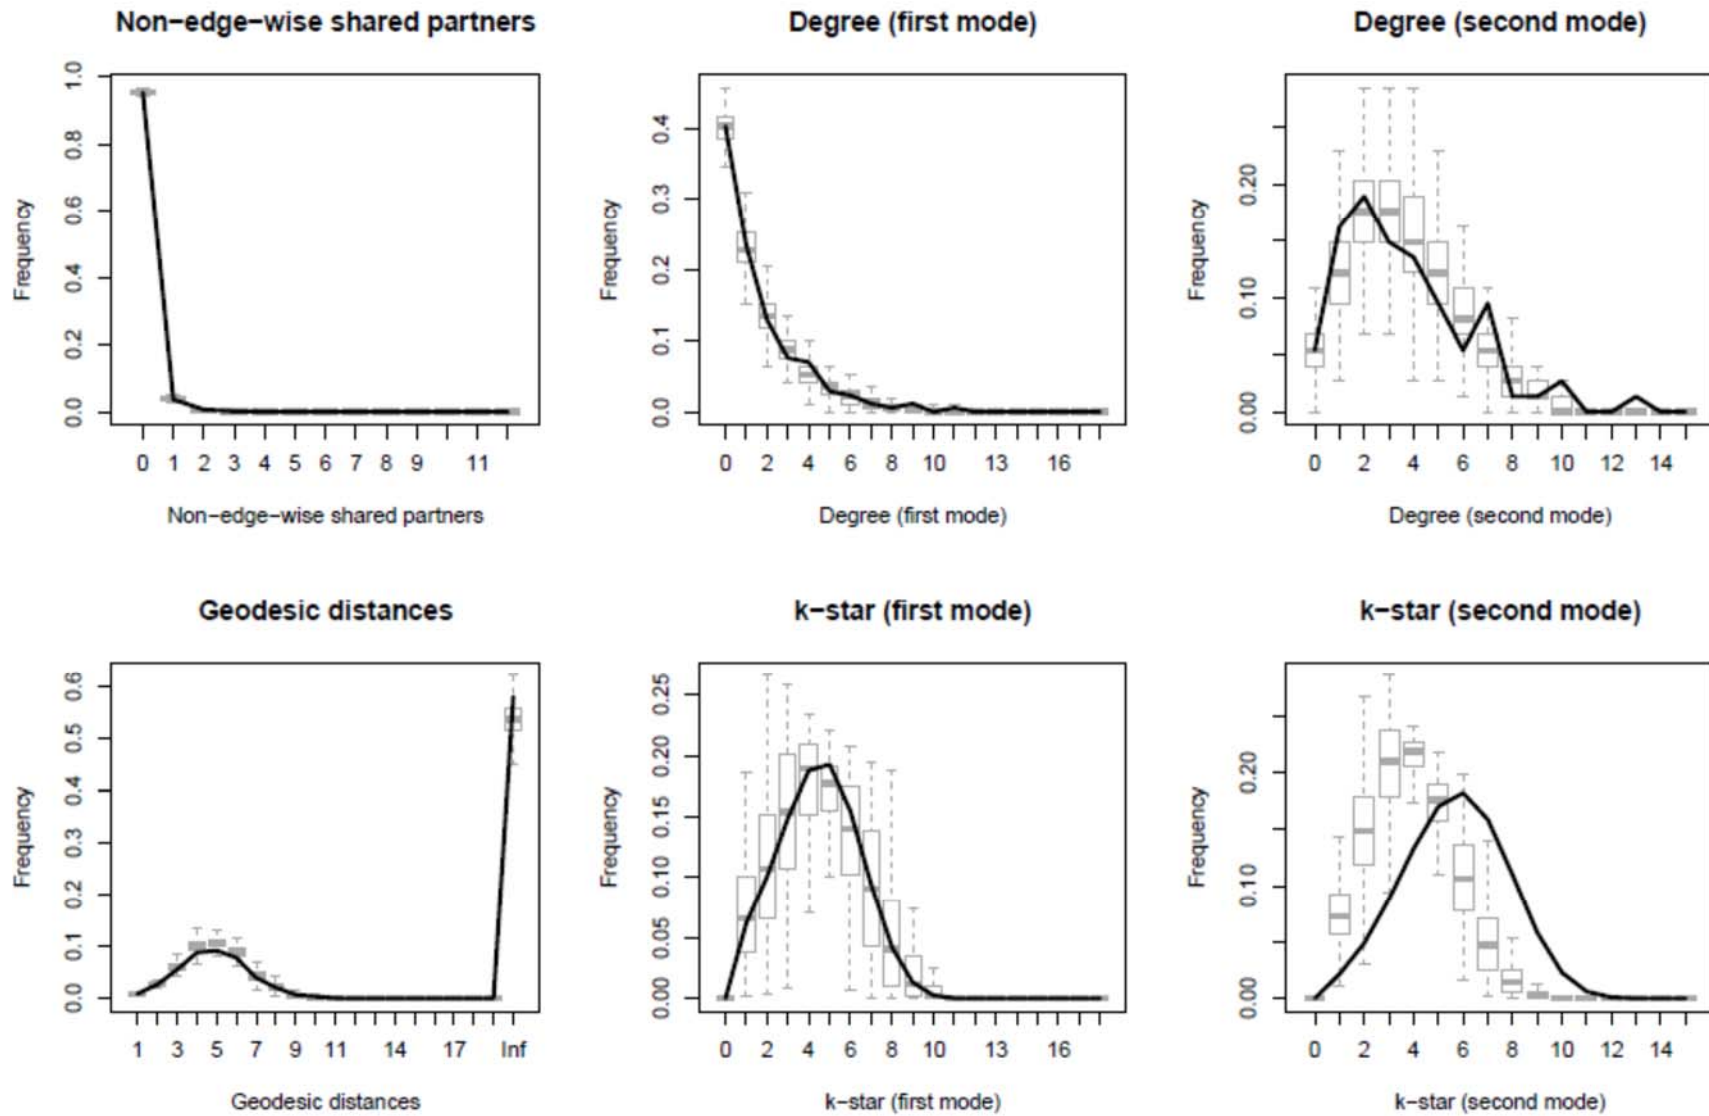 Non-edge-wise shared partners
Frequency
1.0
0.8
0.6
0.4
0.2
0.0
0 1 2 3 4 5 6 7 8 9 11
Non-edge-wise shared partners
Degree (first mode)
Frequency
0.4
0.3
0.2
0.1
0.0
0 2 4 6 8 10 13 16
Degree (first mode)
Degree (second mode)
Frequency
0.20
0.10
0.00
0 2 4 6 8 10 12 14
Degree (second mode)
Geodesic distances
Frequency
0.6
0.5
0.4
0.3
0.2
0.1
0.0
1 3 5 7 9 11 14 17 Inf
Geodesic distances
k-star (first mode)
Frequency
0.25
0.20
0.15
0.10
0.05
0.00
0 2 4 6 8 10 13 16
k-star (first mode)
k-star (second mode)
Frequency
0.20
0.10
0.00
0 2 4 6 8 10 12 14
k-star (second mode)